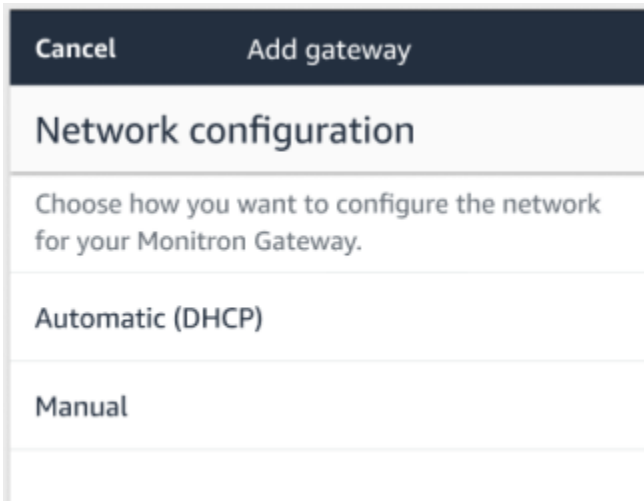 Cancel Add gateway
Network configuration
Choose how you want to configure the network
for your Monitron Gateway.
Automatic (DHCP)
Manual